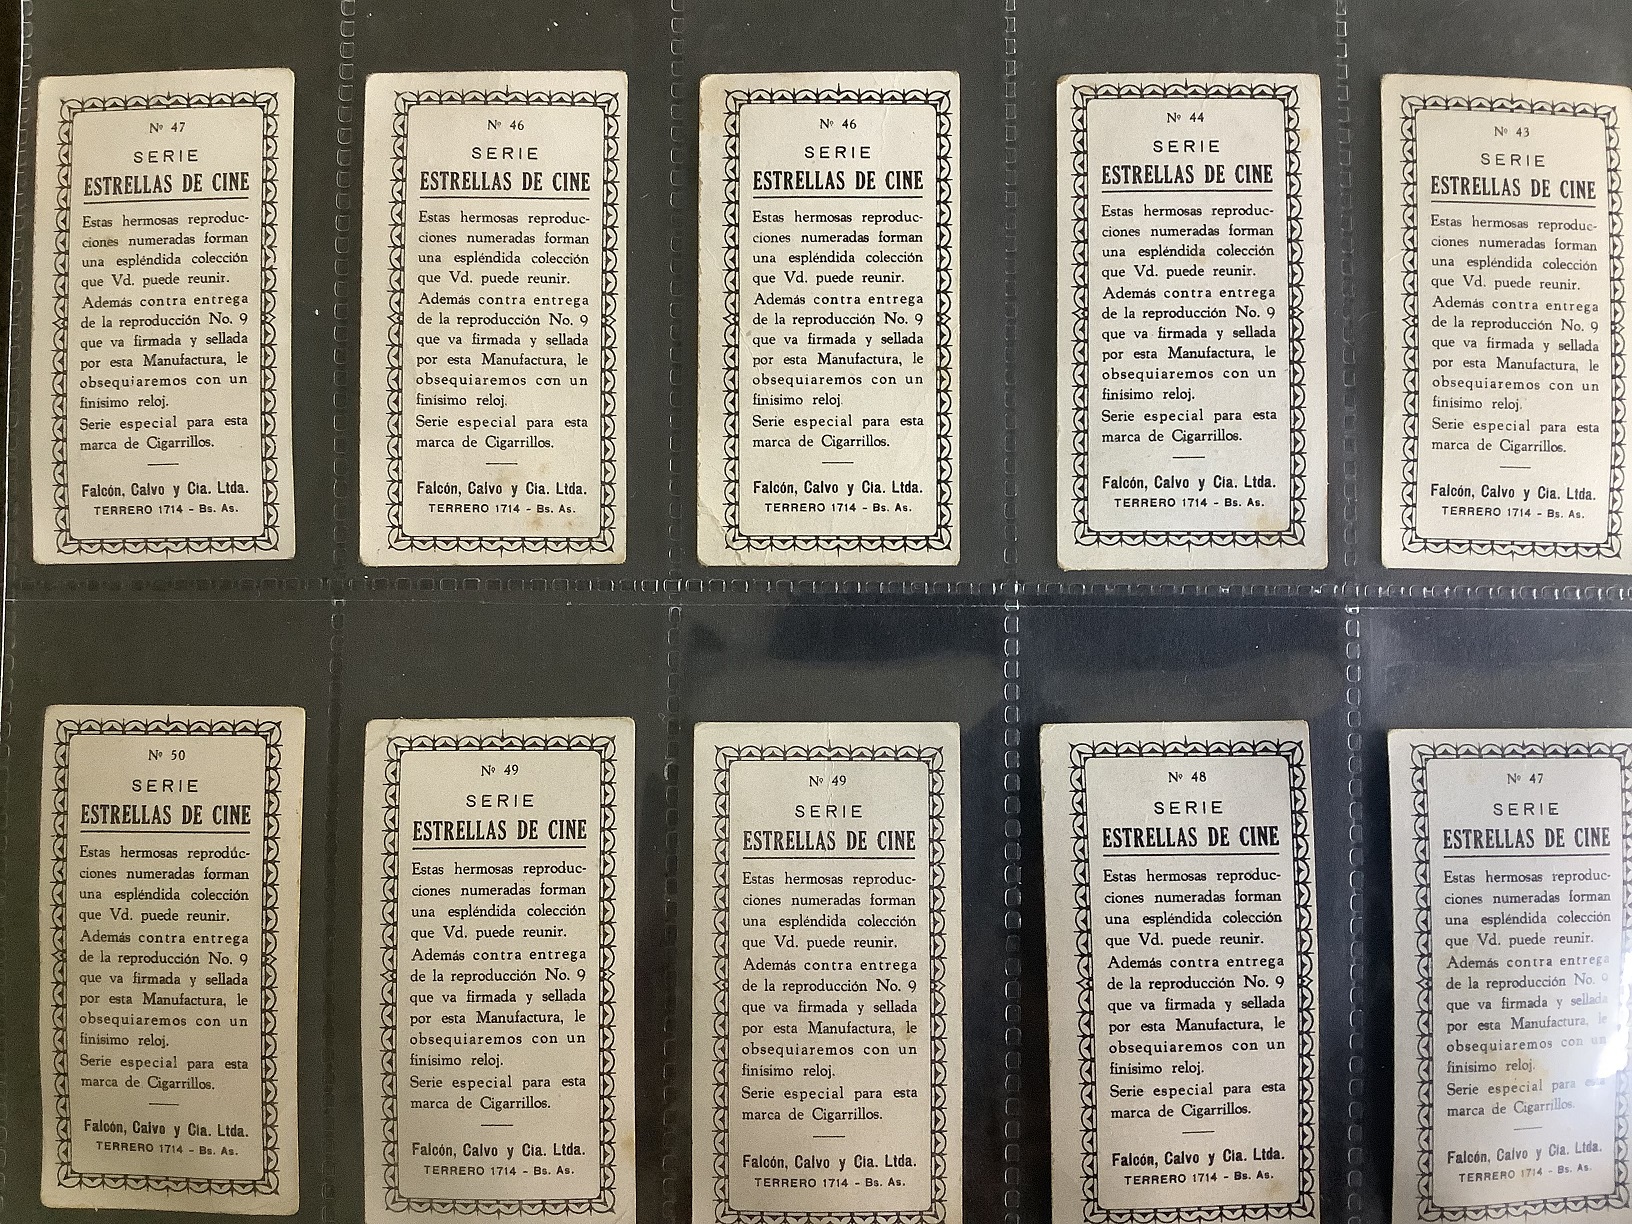 Nº 47
SERIE
ESTRELLAS DE CINE
Estas hermosas reproduc-
ciones numeradas forman
una espléndida colección
que Vd. puede reunir.
Además contra entrega
de la reproducción No. 9
que va firmada y sellada
por esta Manufactura, le
obsequiaremos con un
finísimo reloj.
Serie especial para esta
marca de Cigarrillos.
Falcón, Calvo y Cia. Ltda.
TERRERO 1714 - Bs. As.
Nº 46
SERIE
ESTRELLAS DE CINE
Estas hermosas reproduc-
ciones numeradas forman
una espléndida colección
que Vd. puede reunir.
Además contra entrega
de la reproducción No. 9
que va firmada y sellada
por esta Manufactura, le
obsequiaremos con un
finísimo reloj.
Serie especial para esta
marca de Cigarrillos.
Falcón, Calvo y Cia. Ltda.
TERRERO 1714 - Bs. As.
Nº 46
SERIE
ESTRELLAS DE CINE
Estas hermosas reproduc-
ciones numeradas forman
una espléndida colección
que Vd. puede reunir.
Además contra entrega
de la reproducción No. 9
que va firmada y sellada
por esta Manufactura, le
obsequiaremos con un
finísimo reloj.
Serie especial para esta
marca de Cigarrillos.
Falcón, Calvo y Cia. Ltda.
TERRERO 1714 - Bs. As.
Nº 44
SERIE
ESTRELLAS DE CINE
Estas hermosas reproduc-
ciones numeradas forman
una espléndida colección
que Vd. puede reunir.
Además contra entrega
de la reproducción No. 9
que va firmada y sellada
por esta Manufactura, le
obsequiaremos con un
finísimo reloj.
Serie especial para esta
marca de Cigarrillos.
Falcón, Calvo y Cia. Ltda.
TERRERO 1714 - Bs. As.
Nº 43
SERIE
ESTRELLAS DE CINE
Estas hermosas reproduc-
ciones numeradas forman
una espléndida colección
que Vd. puede reunir.
Además contra entrega
de la reproducción No. 9
que va firmada y sellada
por esta Manufactura, le
obsequiaremos con un
finísimo reloj.
Serie especial para esta
marca de Cigarrillos.
Falcón, Calvo y Cia. Ltda.
TERRERO 1714 - Bs. As.
Nº 50
SERIE
ESTRELLAS DE CINE
Estas hermosas reproduc-
ciones numeradas forman
una espléndida colección
que Vd. puede reunir.
Además contra entrega
de la reproducción No. 9
que va firmada y sellada
por esta Manufactura, le
obsequiaremos con un
finísimo reloj.
Serie especial para esta
marca de Cigarrillos.
Falcón, Calvo y Cia. Ltda.
TERRERO 1714 - Bs. As.
Nº 49
SERIE
ESTRELLAS DE CINE
Estas hermosas reproduc-
ciones numeradas forman
una espléndida colección
que Vd. puede reunir.
Además contra entrega
de la reproducción No. 9
que va firmada y sellada
por esta Manufactura, le
obsequiaremos con un
finísimo reloj.
Serie especial para esta
marca de Cigarrillos.
Falcón, Calvo y Cia. Ltda.
TERRERO 1714 - Bs. As.
Nº 49
SERIE
ESTRELLAS DE CINE
Estas hermosas reproduc-
ciones numeradas forman
una espléndida colección
que Vd. puede reunir.
Además contra entrega
de la reproducción No. 9
que va firmada y sellada
por esta Manufactura, le
obsequiaremos con un
finísimo reloj.
Serie especial para esta
marca de Cigarrillos.
Falcón, Calvo y Cia. Ltda.
TERRERO 1714 - Bs. As.
Nº 48
SERIE
ESTRELLAS DE CINE
Estas hermosas reproduc-
ciones numeradas forman
una espléndida colección
que Vd. puede reunir.
Además contra entrega
de la reproducción No. 9
que va firmada y sellada
por esta Manufactura, le
obsequiaremos con un
finísimo reloj.
Serie especial para esta
marca de Cigarrillos.
Falcón, Calvo y Cia. Ltda.
TERRERO 1714 - Bs. As.
Nº 47
SERIE
ESTRELLAS DE CINE
Estas hermosas reproduc-
ciones numeradas forman
una espléndida colección
que Vd. puede reunir.
Además contra entrega
de la reproducción No. 9
que va firmada y sellada
por esta Manufactura, le
obsequiaremos con un
finísimo reloj.
Serie especial para esta
marca de Cigarrillos.
Falcón, Calvo y Cia. Ltda.
TERRERO 1714 - Bs. As.